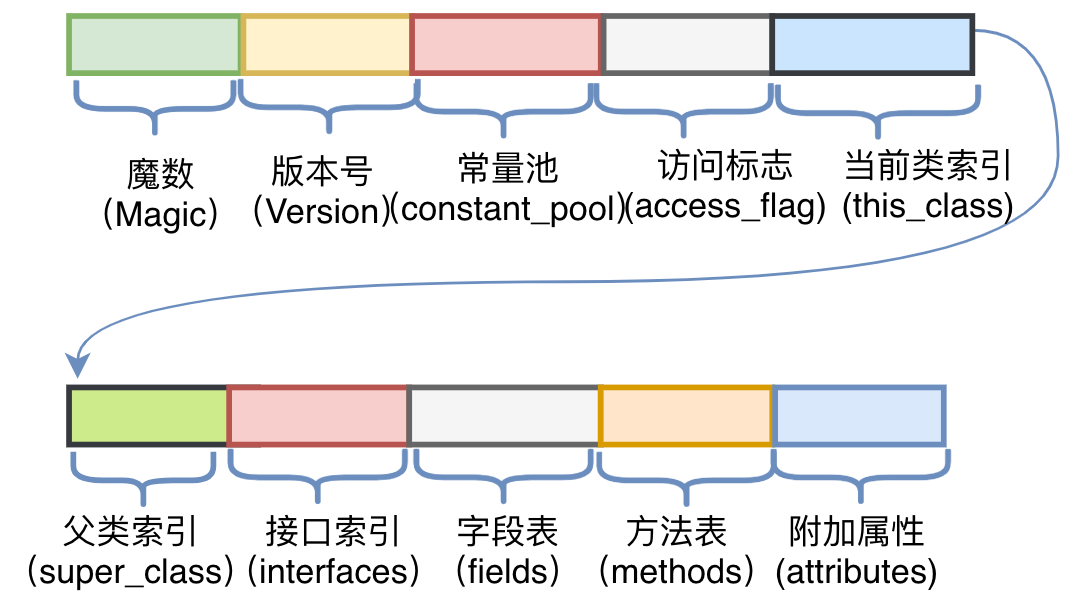 魔数
(Magic)
版本号
(Version)
常量池
(constant_pool)
访问标志
(access_flag)
当前类索引
(this_class)
父类索引
(super_class)
接口索引
(interfaces)
字段表
(fields)
方法表
(methods)
附加属性
(attributes)